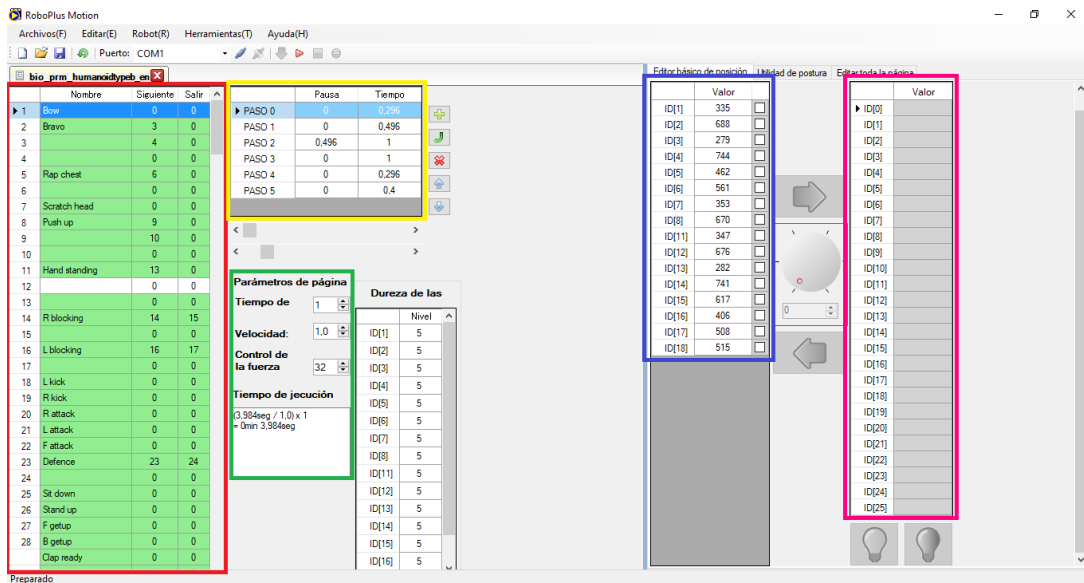 RoboPlus Motion
Archivos(F) Editar(E) Robot(R) Herramientas(T) Ayuda(H)
Puerto: COM1
bio_prm_humanoidtypeb_en
Nombre Siguiente Salir
1 Bow 0 0
2 Bravo 3 0
3 4 0
4 0 0
5 Rap chest 6 0
6 0 0
7 Scratch head 0 0
8 Push up 9 0
9 10 0
10 0 0
11 Hand standing 13 0
12 0 0
13 0 0
14 R blocking 14 15
15 0 0
16 L blocking 16 17
17 0 0
18 L kick 0 0
19 R kick 0 0
20 R attack 0 0
21 L attack 0 0
22 F attack 0 0
23 Defence 23 24
24 0 0
25 Sit down 0 0
26 Stand up 0 0
27 F getup 0 0
28 B getup 0 0
Clap ready 0 0
Pausa Tiempo
PASO 0 0 0,296
PASO 1 0 0,496
PASO 2 0,496 1
PASO 3 0 1
PASO 4 0 0,296
PASO 5 0 0,4
Parámetros de página
Tiempo de 1
Velocidad: 1,0
Control de
la fuerza 32
Tiempo de jecución
(3,984seg / 1,0) x 1
= 0min 3,984seg
Dureza de las
Nivel
ID[1] 5
ID[2] 5
ID[3] 5
ID[4] 5
ID[5] 5
ID[6] 5
ID[7] 5
ID[8] 5
ID[11] 5
ID[12] 5
ID[13] 5
ID[14] 5
ID[15] 5
ID[16] 5
Editor básico de posición Utilidad de postura Editar toda la página
Valor
ID[1] 335
ID[2] 688
ID[3] 279
ID[4] 744
ID[5] 462
ID[6] 561
ID[7] 353
ID[8] 670
ID[11] 347
ID[12] 676
ID[13] 282
ID[14] 741
ID[15] 617
ID[16] 406
ID[17] 508
ID[18] 515
0
Valor
ID[0]
ID[1]
ID[2]
ID[3]
ID[4]
ID[5]
ID[6]
ID[7]
ID[8]
ID[9]
ID[10]
ID[11]
ID[12]
ID[13]
ID[14]
ID[15]
ID[16]
ID[17]
ID[18]
ID[19]
ID[20]
ID[21]
ID[22]
ID[23]
ID[24]
ID[25]
Preparado